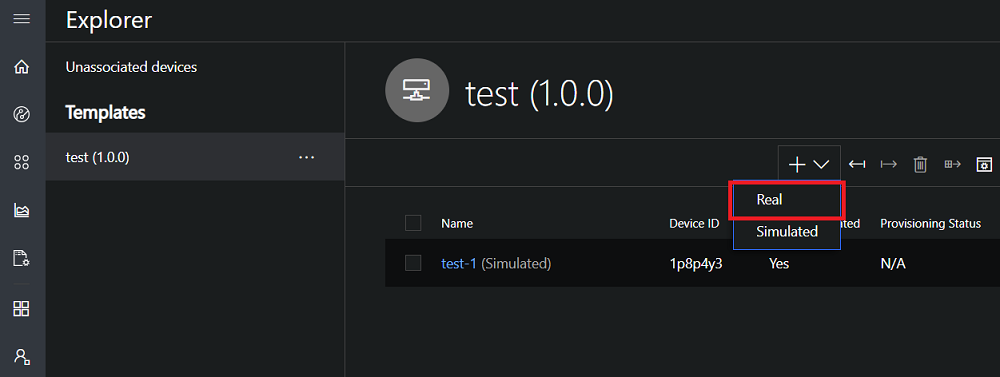 Explorer
Unassociated devices
Templates
test (1.0.0) ...
test (1.0.0)
Real
Simulated
Name Device ID ated Provisioning Status
test-1 (Simulated) 1p8p4y3 Yes N/A